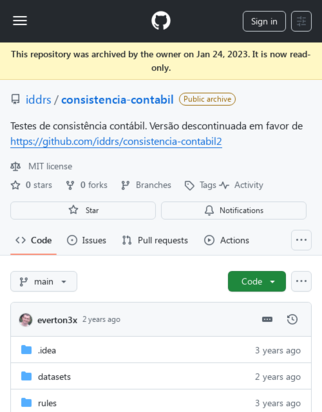 Sign in
This repository was archived by the owner on Jan 24, 2023. It is now read-
only.
iddrs / consistencia-contabil Public archive
Testes de consistência contábil. Versão descontinuada em favor de
https://github.com/iddrs/consistencia-contabil2
MIT license
0 stars 0 forks Branches Tags Activity
Star Notifications
Code Issues Pull requests Actions
main Code
everton3x 2 years ago
.idea 3 years ago
datasets 2 years ago
rules 3 years ago